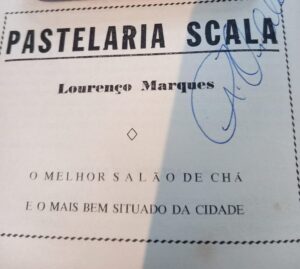 PASTELARIA SCALA
Lourenço Marques
O MELHOR SALÃO DE CHÁ
E O MAIS BEM SITUADO DA CIDADE